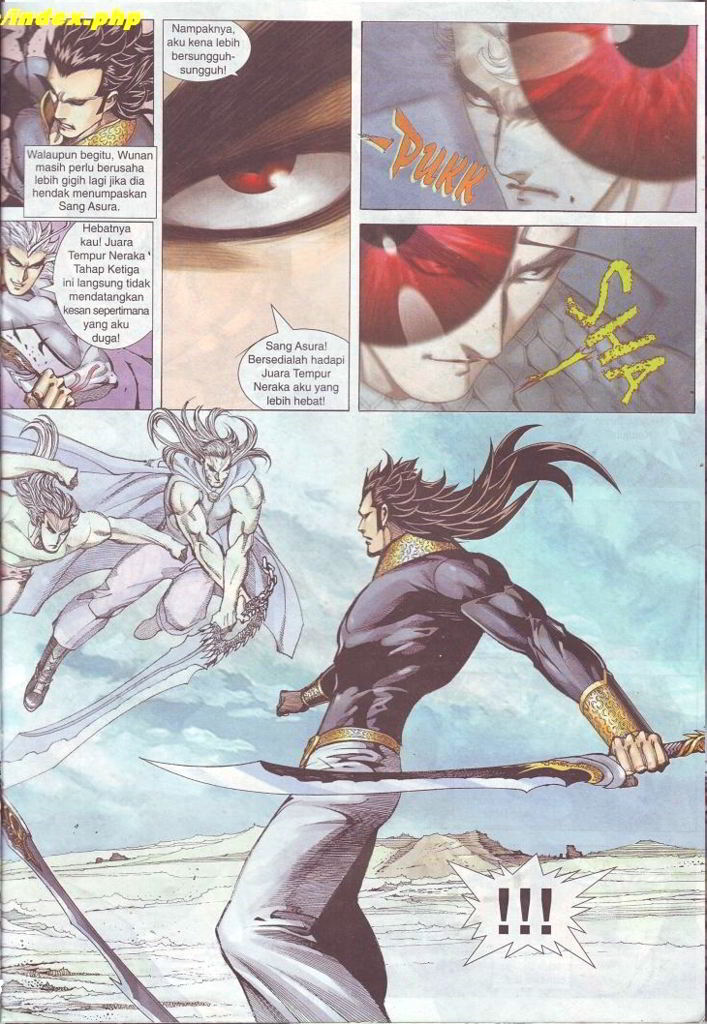 /index.php
Walaupun begitu, Wunan
masih perlu berusaha
lebih gigih lagi jika dia
hendak menumpaskan
Sang Asura.
Hebatnya
kau! Juara
Tempur Neraka
Tahap Ketiga
ini langsung tidak
mendatangkan
kesan sepertimana
yang aku
duga!
Nampaknya,
aku kena lebih
bersungguh-
sungguh!
Sang Asura!
Bersedialah hadapi
Juara Tempur
Neraka aku yang
lebih hebat!
PUKK
SHA
!!!